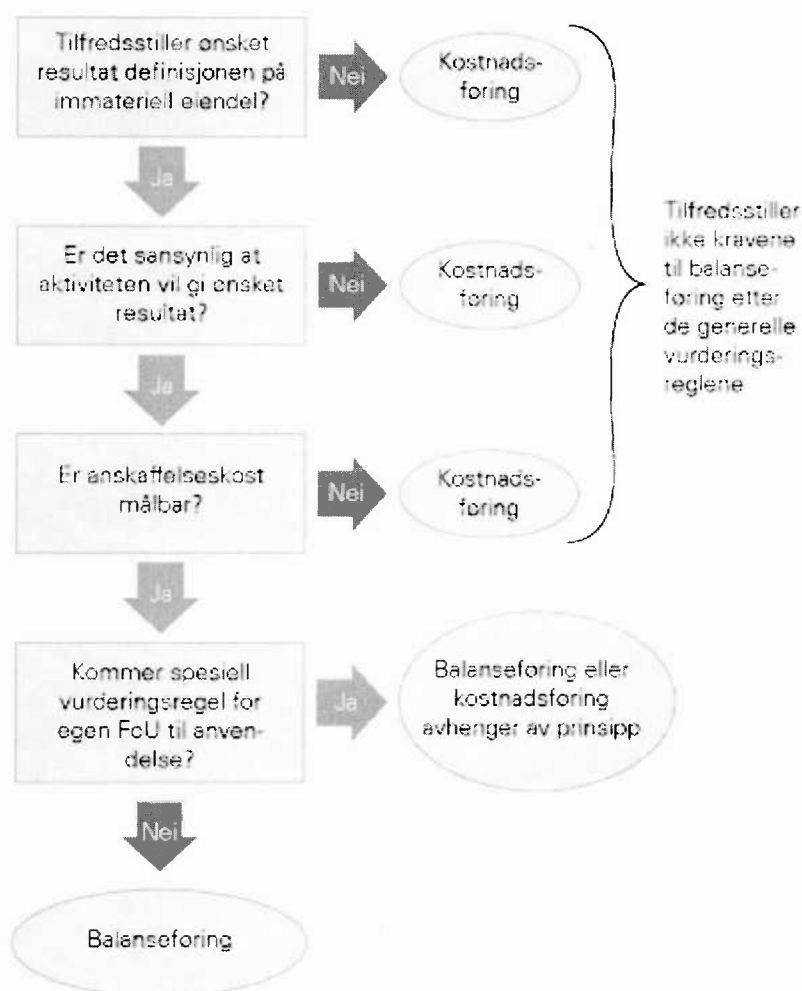 Tilfredsstiller ønsket
resultat definisjonen på
immateriell eiendel?
Nei
Kostnads-
føring
Ja
Er det sansynlig at
aktiviteten vil gi ønsket
resultat?
Nei
Kostnads-
føring
Tilfredsstiller
ikke kravene
til balanse-
føring etter
de generelle
vurderings-
reglene
Ja
Er anskaffelseskost
målbar?
Nei
Kostnads-
føring
Ja
Kommer spesiell
vurderingsregel for
egen FoU til anven-
delse?
Ja
Balanseføring eller
kostnadsføring
avhenger av prinsipp
Nei
Balanseføring